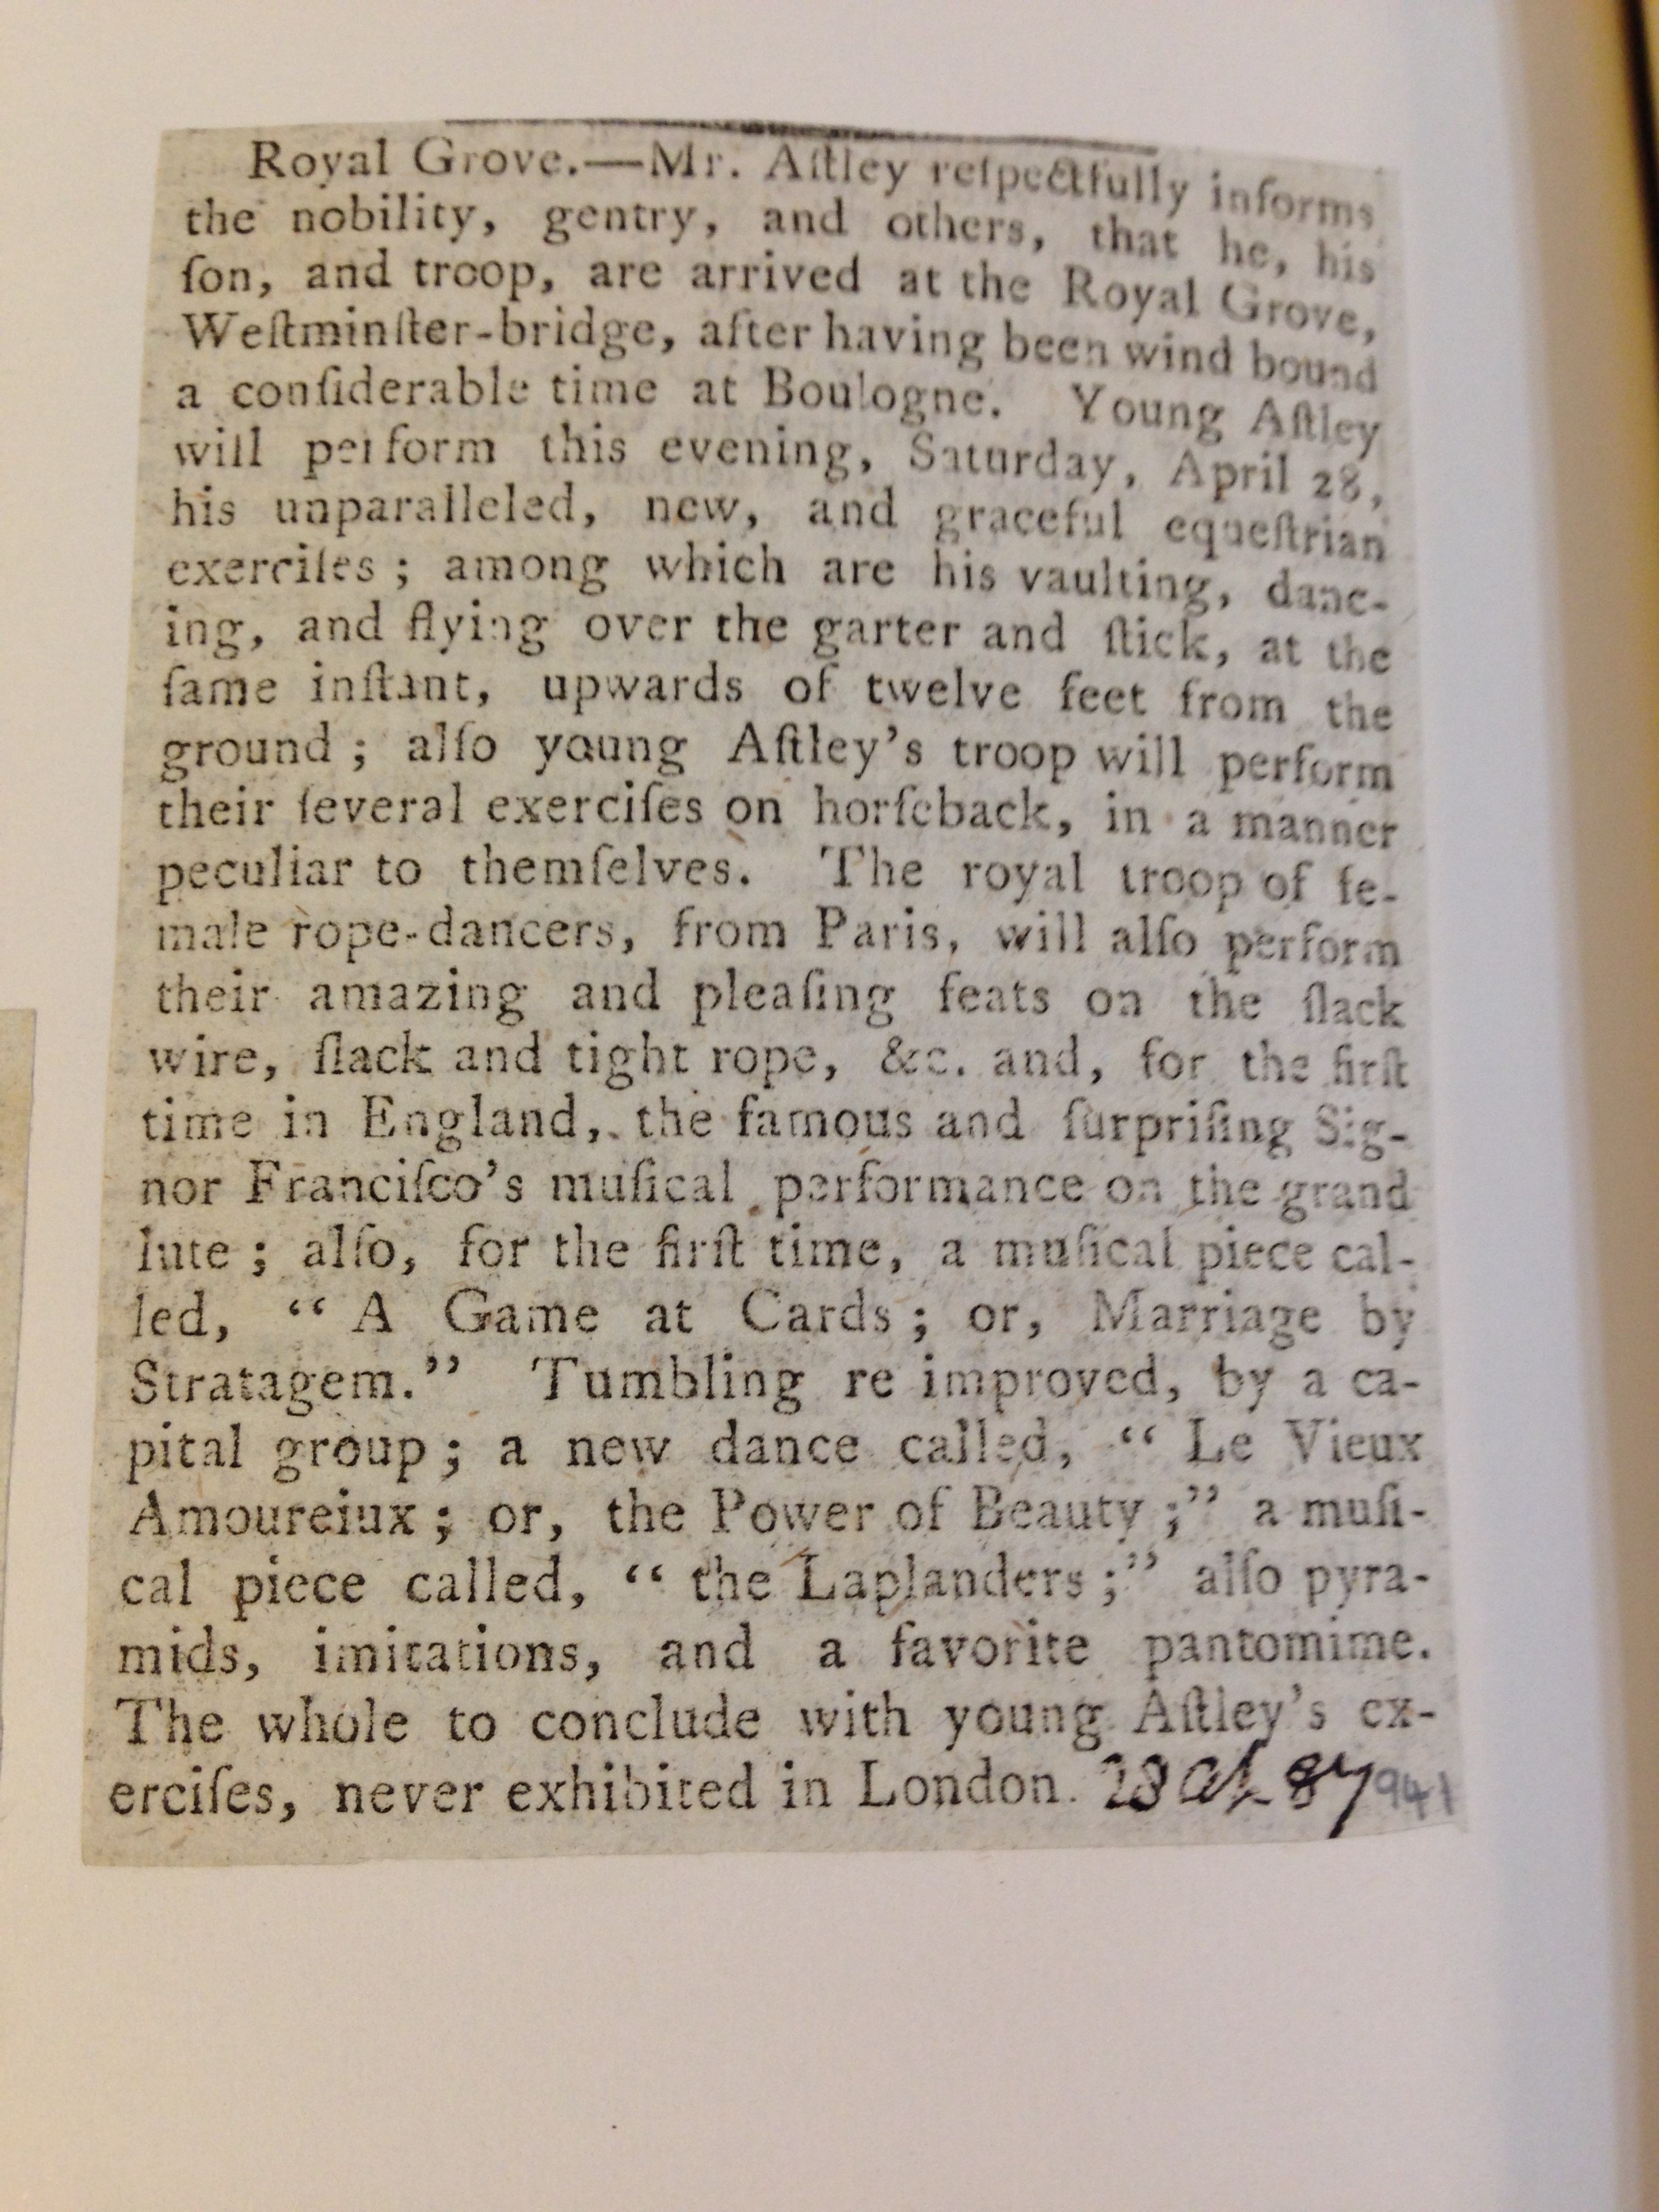 Royal Grove.—Mr. Aſtley reſpectfully informs
the nobility, gentry, and others, that he, his
ſon, and troop, are arrived at the Royal Grove,
Weſtminſter-bridge, after having been wind bound
a conſiderable time at Boulogne. Young Aſtley
will perform this evening, Saturday, April 28,
his unparalleled, new, and graceful equeſtrian
exerciſes; among which are his vaulting, danc-
ing, and flying over the garter and ſtick, at the
ſame inſtant, upwards of twelve feet from the
ground; alſo young Aſtley's troop will perform
their ſeveral exerciſes on horſeback, in a manner
peculiar to themſelves. The royal troop of fe-
male rope-dancers, from Paris, will alſo perform
their amazing and pleaſing feats on the ſlack
wire, ſlack and tight rope, &c. and, for the firſt
time in England, the famous and ſurpriſing Sig-
nor Franciſco's muſical performance on the grand
lute; alſo, for the firſt time, a muſical piece cal-
led, "A Game at Cards; or, Marriage by
Stratagem." Tumbling re improved, by a ca-
pital group; a new dance called, "Le Vieux
Amoureiux; or, the Power of Beauty;" a muſi-
cal piece called, "the Laplanders;" alſo pyra-
mids, imitations, and a favorite pantomime.
The whole to conclude with young Aſtley's ex-
erciſes, never exhibited in London. 28 Ap 87 941